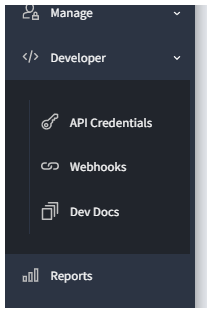 Manage
Developer
API Credentials
Webhooks
Dev Docs
Reports